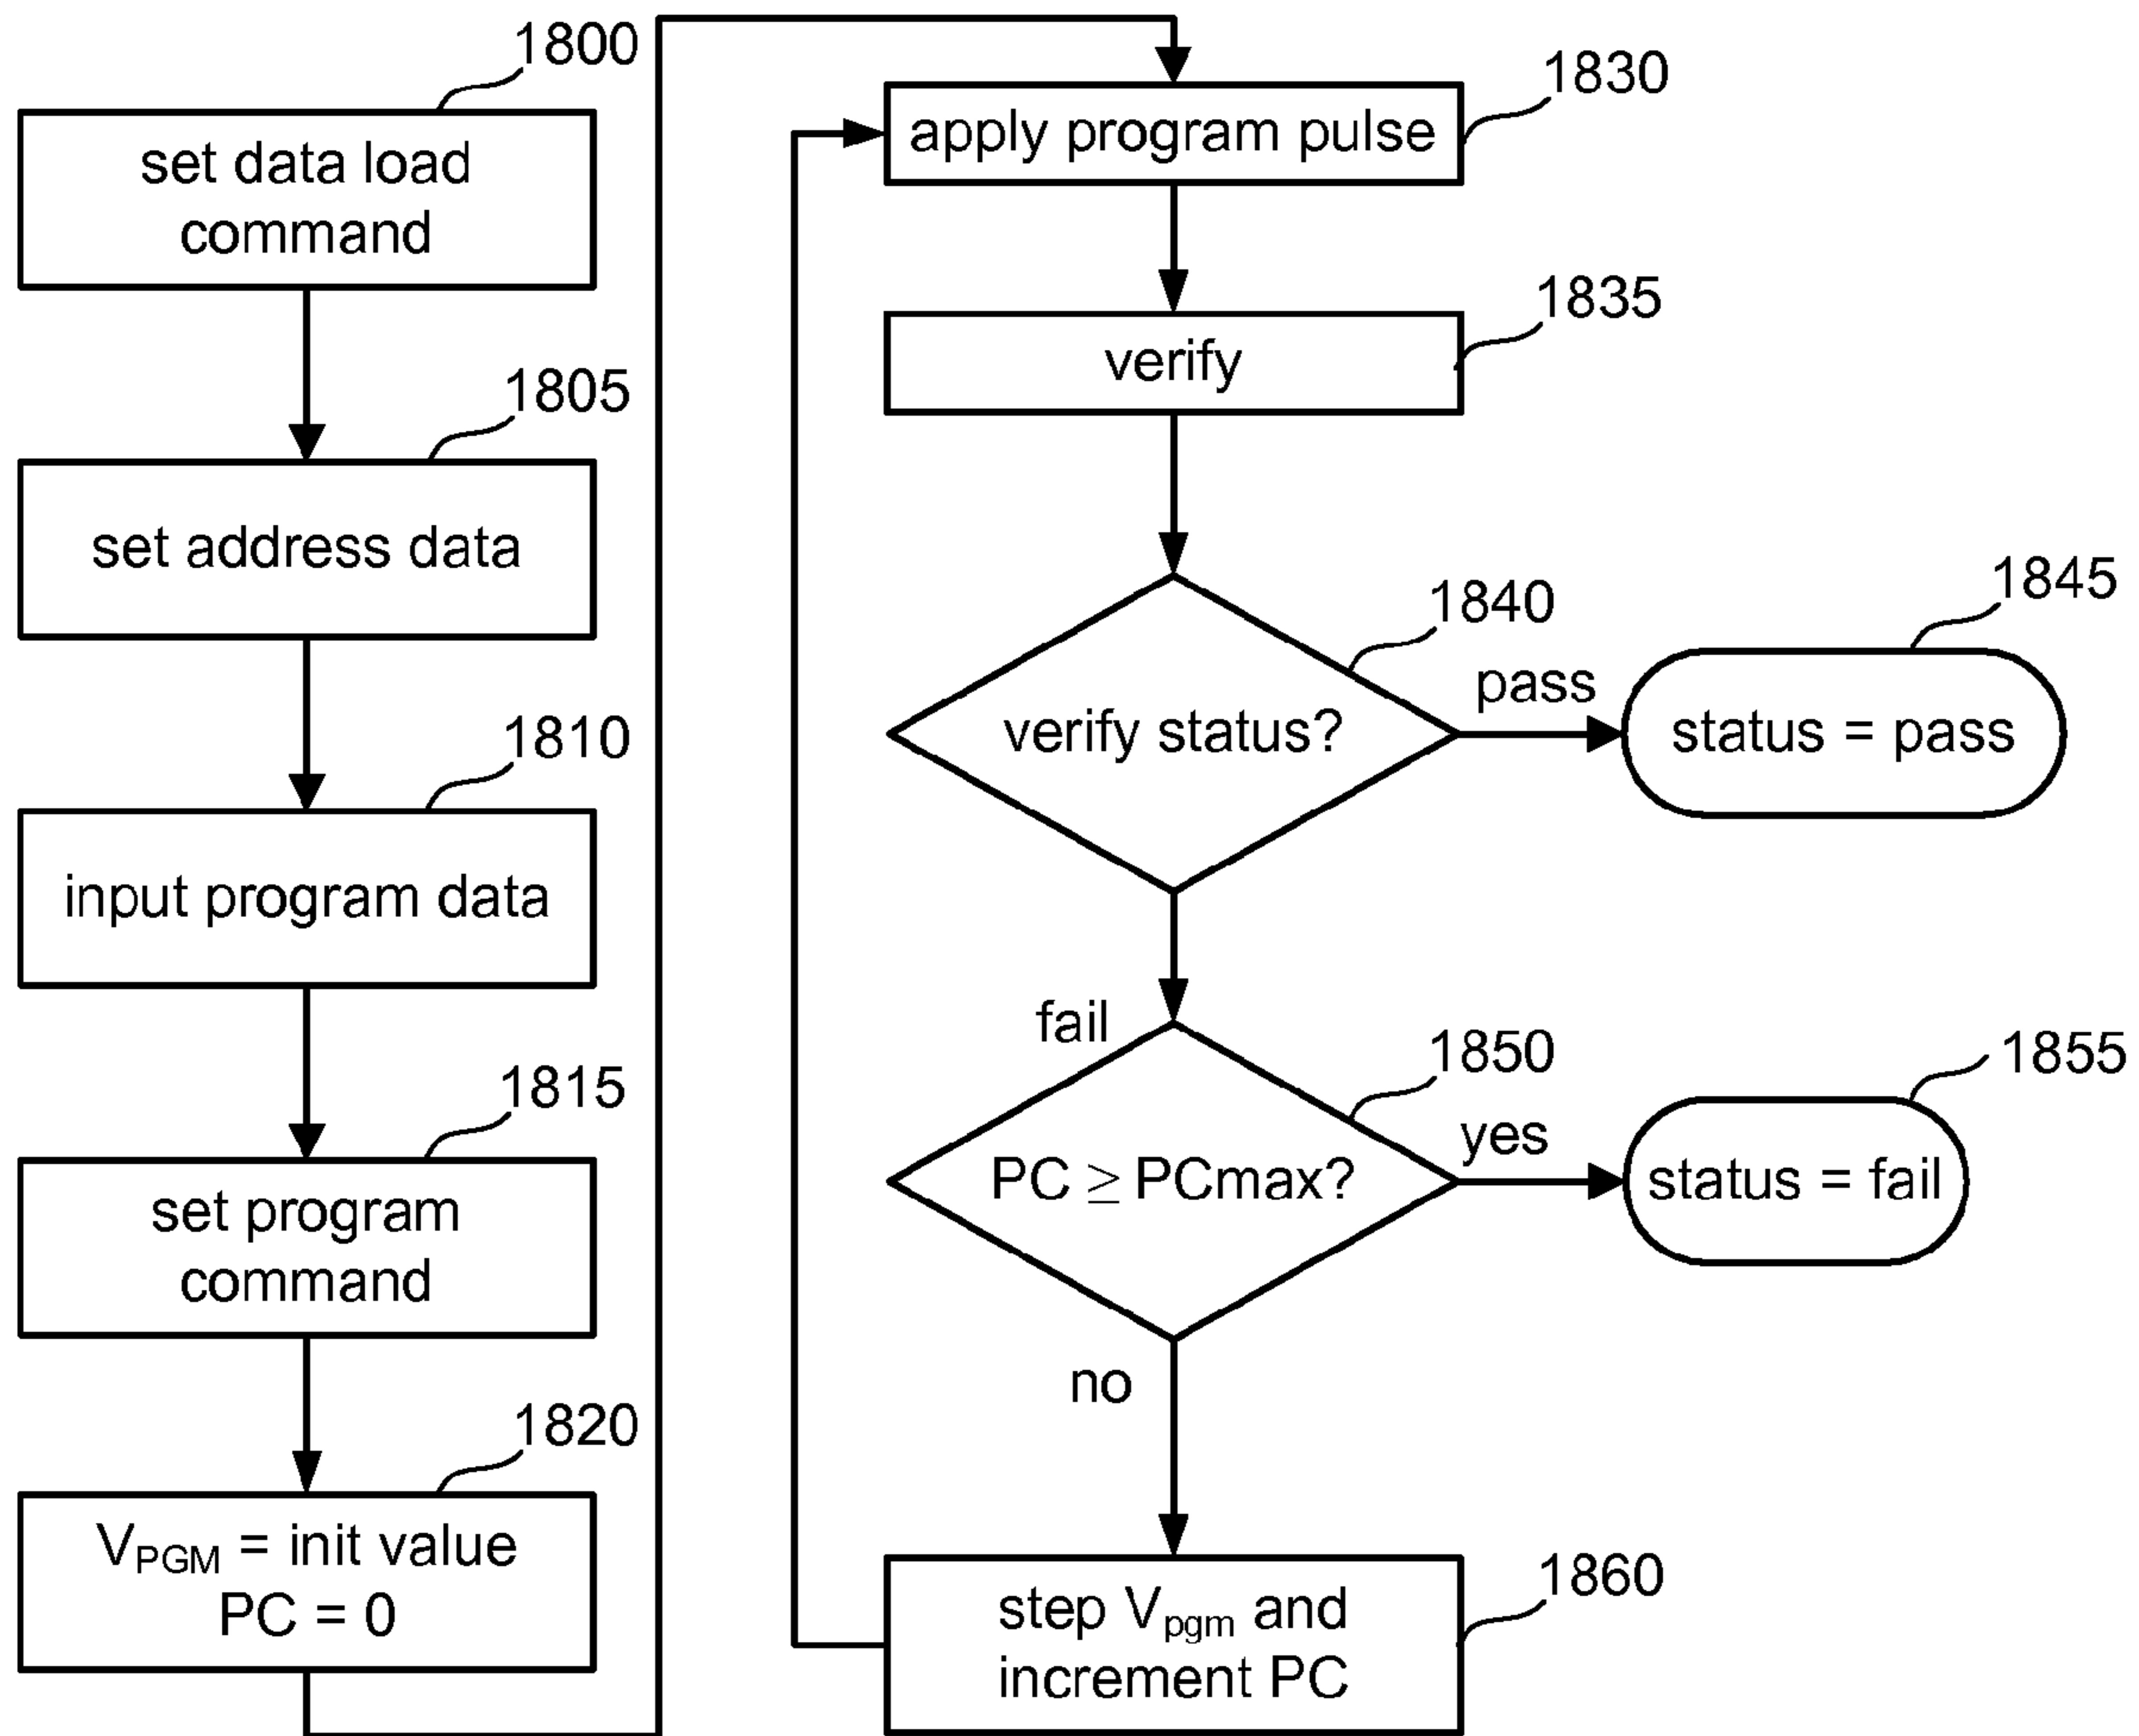 1800
set data load
command
1805
set address data
1810
input program data
1815
set program
command
1820
VPGM = init value
PC = 0
1830
apply program pulse
1835
verify
1840
verify status?
pass
1845
status = pass
fail
1850
PC ≥ PCmax?
yes
1855
status = fail
no
1860
step Vpgm and
increment PC